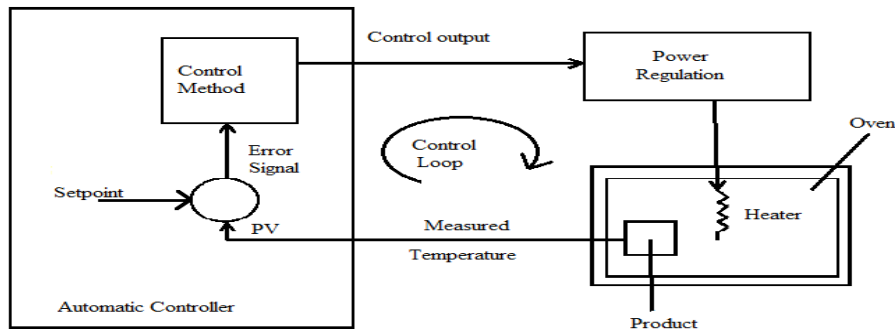 Control output
Control
Method
Power
Regulation
Oven
Error
Signal
Control
Loop
Setpoint
Heater
PV
Measured
Temperature
Automatic Controller
Product